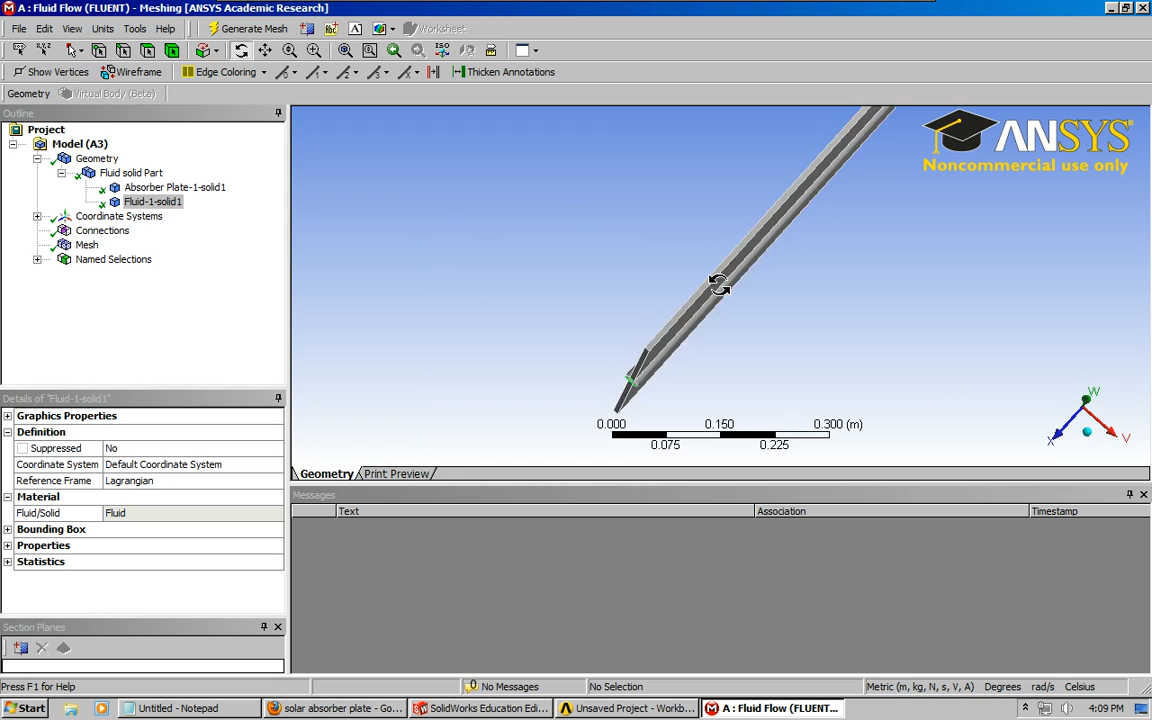 A : Fluid Flow (FLUENT) - Meshing [ANSYS Academic Research]
File Edit View Units Tools Help Generate Mesh Worksheet
ISO
Show Vertices Wireframe Edge Coloring Thicken Annotations
Geometry Virtual Body (Beta)
Outline
Project
Model (A3)
Geometry
Fluid solid Part
Absorber Plate-1-solid1
Fluid-1-solid1
Coordinate Systems
Connections
Mesh
Named Selections
ANSYS
Noncommercial use only
0.000 0.150 0.300 (m)
0.075 0.225
W
X V
Geometry Print Preview
Details of "Fluid-1-solid1"
Graphics Properties
Definition
Suppressed No
Coordinate System Default Coordinate System
Reference Frame Lagrangian
Material
Fluid/Solid Fluid
Bounding Box
Properties
Statistics
Messages
Text Association Timestamp
Section Planes
Press F1 for Help No Messages No Selection Metric (m, kg, N, s, V, A) Degrees rad/s Celsius
Start Untitled - Notepad solar absorber plate - Go... SolidWorks Education Edi... Unsaved Project - Workb... A : Fluid Flow (FLUENT... 4:09 PM